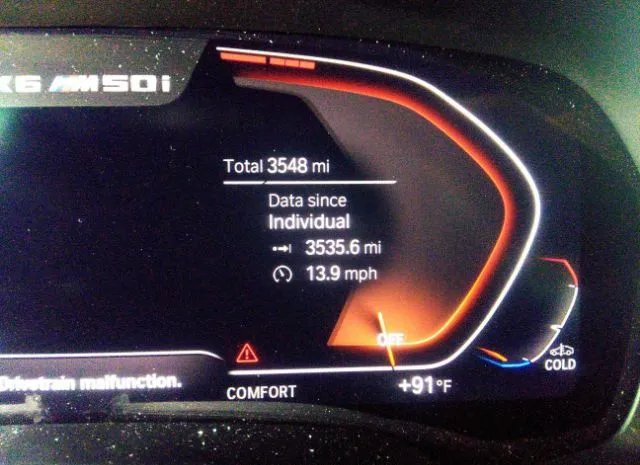 X6 M50i
Total 3548 mi
Data since
Individual
3535.6 mi
13.9 mph
OFF
Drivetrain malfunction.
COMFORT
+91°F
COLD